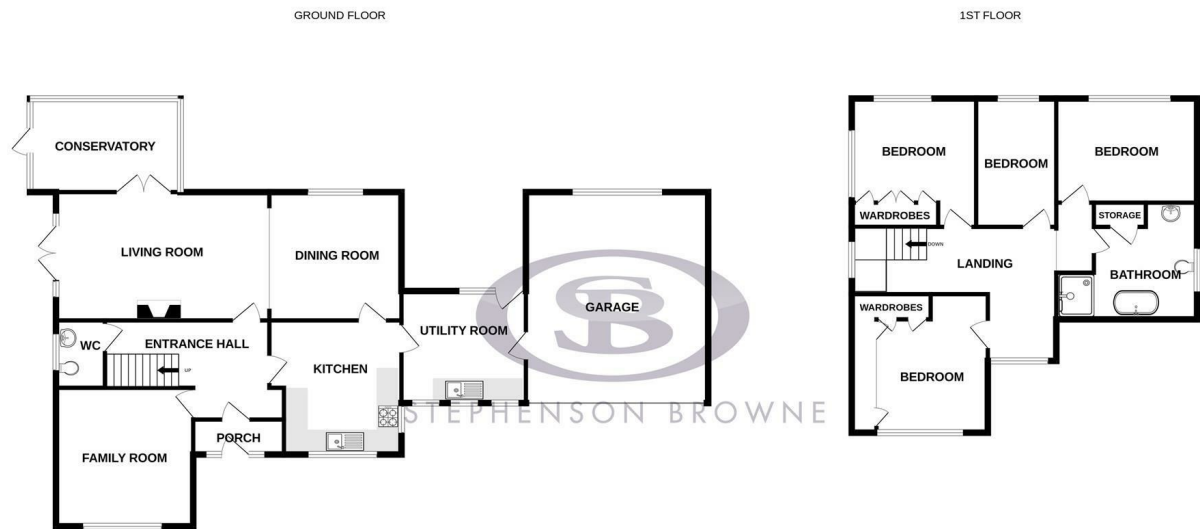 GROUND FLOOR
1ST FLOOR
CONSERVATORY
LIVING ROOM
DINING ROOM
WC
ENTRANCE HALL
UP
KITCHEN
UTILITY ROOM
GARAGE
PORCH
FAMILY ROOM
SB
STEPHENSON BROWNE
BEDROOM
BEDROOM
BEDROOM
WARDROBES
STORAGE
DOWN
LANDING
BATHROOM
WARDROBES
BEDROOM